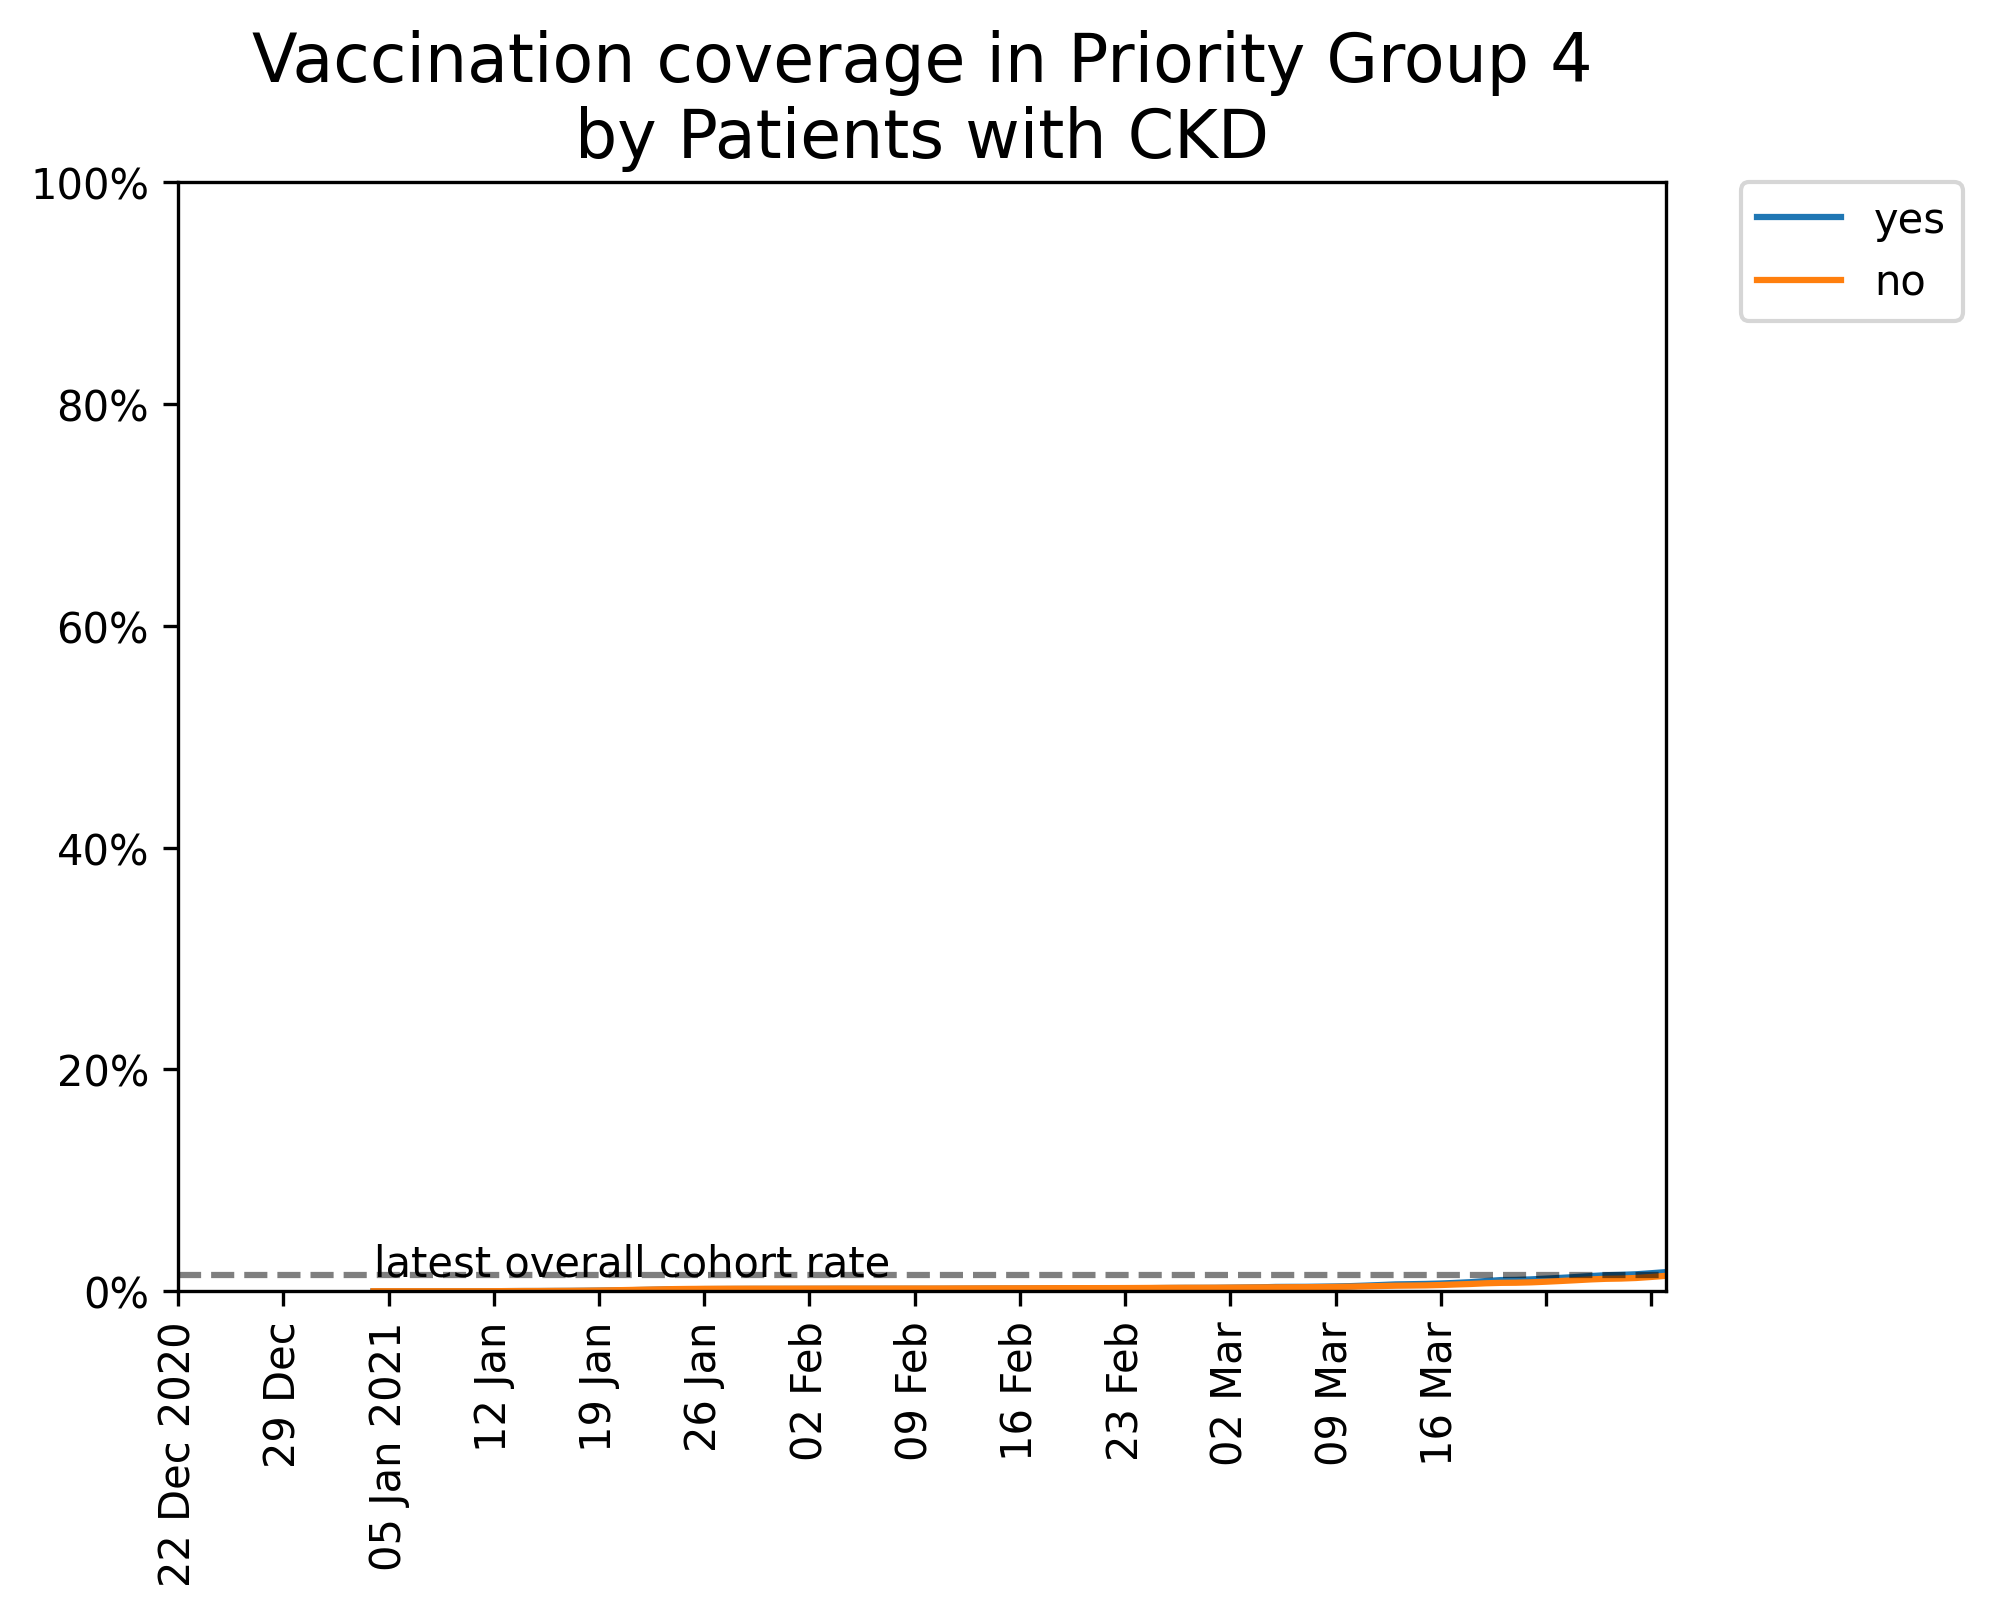 Vaccination coverage in Priority Group 4
by Patients with CKD
100%
80%
60%
40%
20%
0%
yes
no
latest overall cohort rate
22 Dec 2020
29 Dec
05 Jan 2021
12 Jan
19 Jan
26 Jan
02 Feb
09 Feb
16 Feb
23 Feb
02 Mar
09 Mar
16 Mar